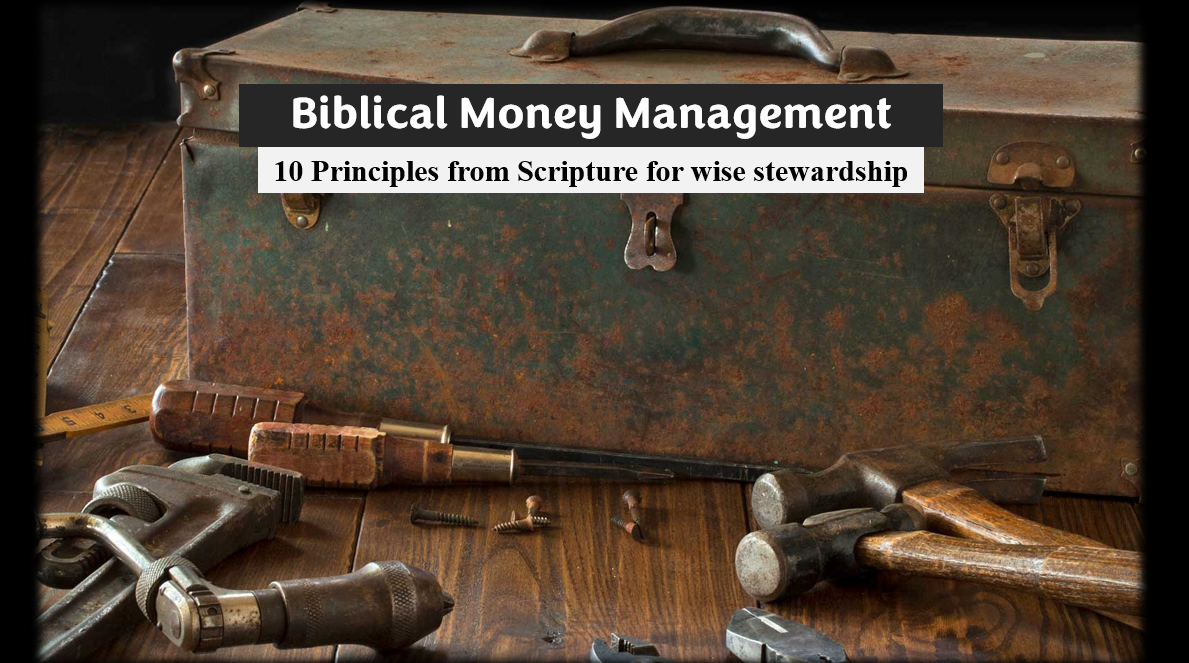 Biblical Money Management
10 Principles from Scripture for wise stewardship